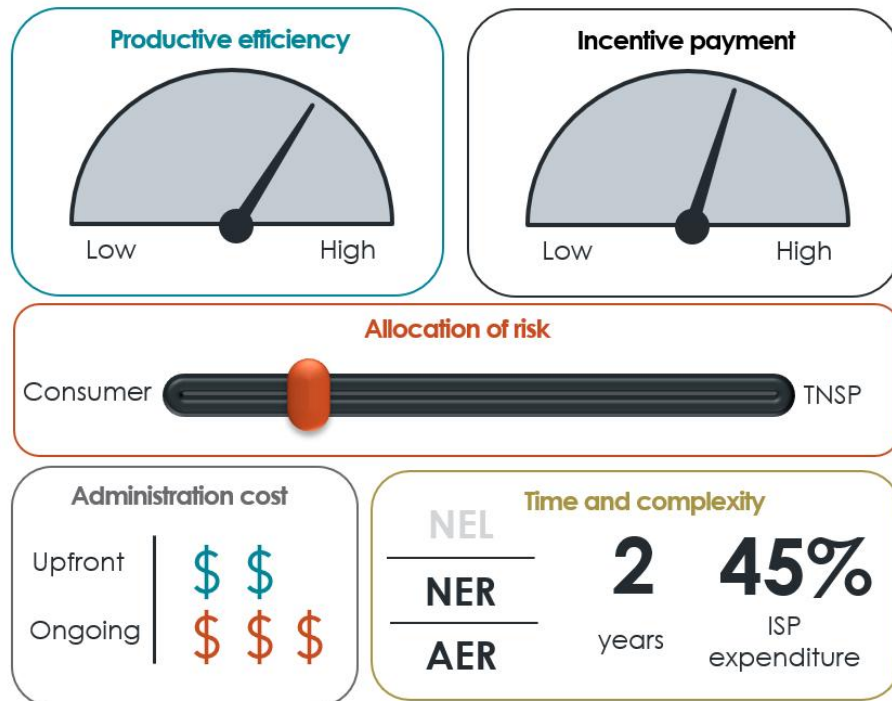 Productive efficiency
Low
High
Incentive payment
Low
High
Allocation of risk
Consumer
TNSP
Administration cost
Upfront
$ $
Ongoing
$ $ $
Time and complexity
NEL
NER
AER
2
years
45%
ISP
expenditure